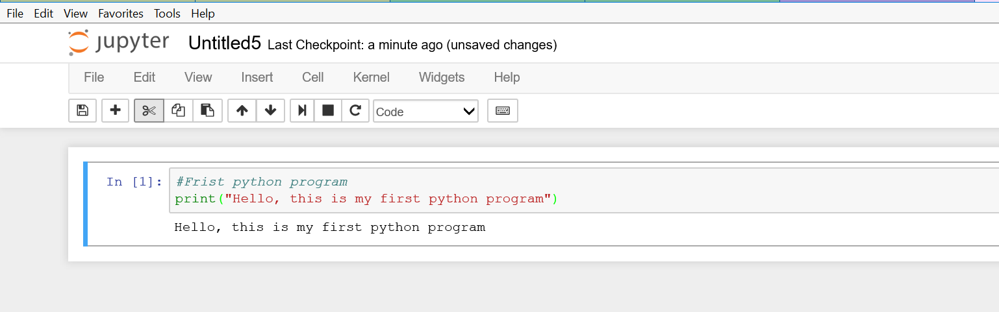 File Edit View Favorites Tools Help
jupyter Untitled5 Last Checkpoint: a minute ago (unsaved changes)
File Edit View Insert Cell Kernel Widgets Help
Code
In [1]: #Frist python program
print("Hello, this is my first python program")
Hello, this is my first python program